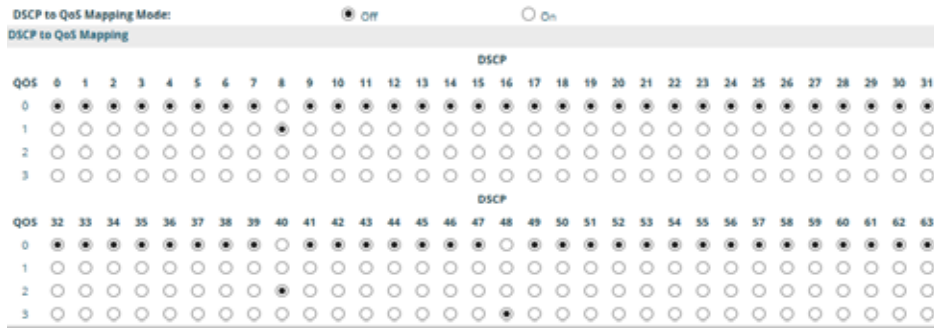 DSCP to QoS Mapping Mode: Off On
DSCP to QoS Mapping
DSCP
QOS 0 1 2 3 4 5 6 7 8 9 10 11 12 13 14 15 16 17 18 19 20 21 22 23 24 25 26 27 28 29 30 31
0
1
2
3
DSCP
QOS 32 33 34 35 36 37 38 39 40 41 42 43 44 45 46 47 48 49 50 51 52 53 54 55 56 57 58 59 60 61 62 63
0
1
2
3